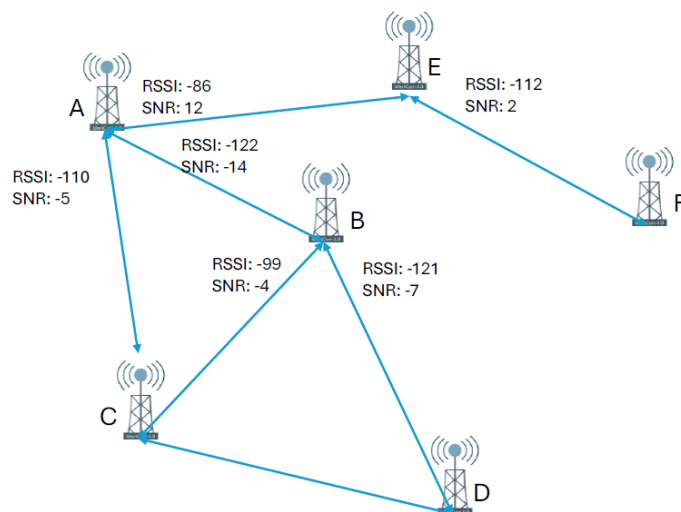 E
RSSI: -86
SNR: 12
RSSI: -112
SNR: 2
A
RSSI: -122
SNR: -14
RSSI: -110
SNR: -5
F
B
RSSI: -99
SNR: -4
RSSI: -121
SNR: -7
C
D